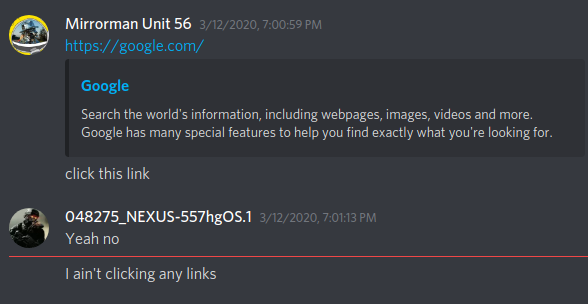 Mirrorman Unit 56 3/12/2020, 7:00:59 PM
https://google.com/
Google
Search the world's information, including webpages, images, videos and more.
Google has many special features to help you find exactly what you're looking for.
click this link
048275_NEXUS-557hgOS.1 3/12/2020, 7:01:13 PM
Yeah no
I ain't clicking any links